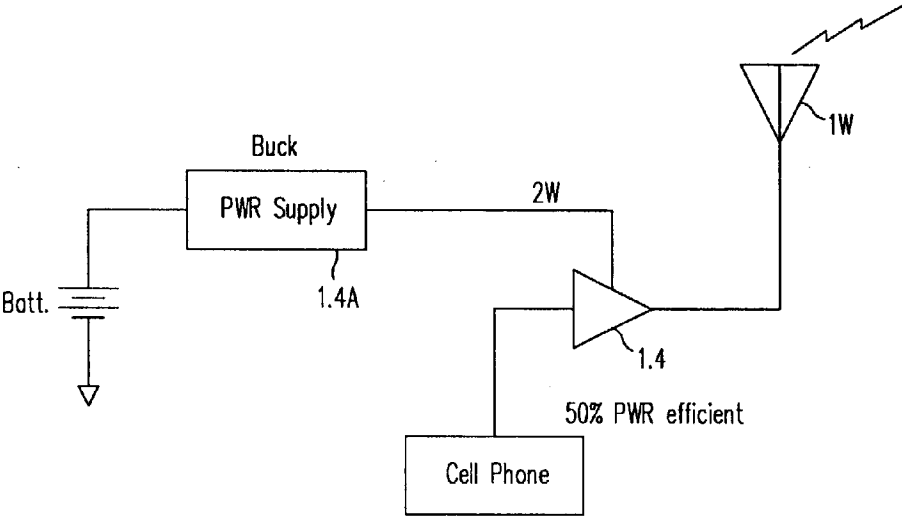 1W
Buck
PWR Supply
2W
1.4A
Batt.
1.4
50% PWR efficient
Cell Phone